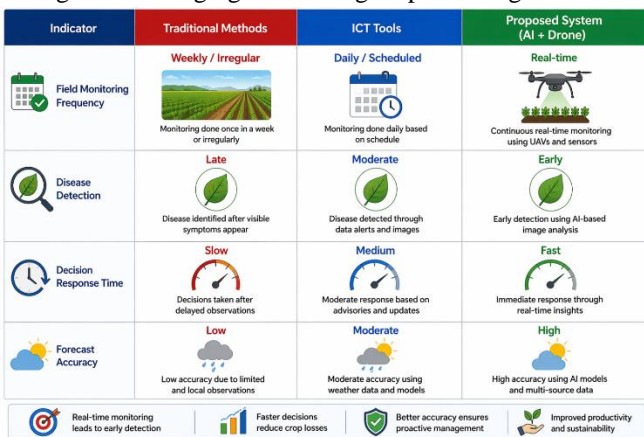 Indicator
Traditional Methods
ICT Tools
Proposed System
(AI + Drone)
Field Monitoring
Frequency
Weekly / Irregular
Monitoring done once in a week
or irregularly
Daily / Scheduled
Monitoring done daily based
on schedule
Real-time
Continuous real-time monitoring
using UAVs and sensors
Disease
Detection
Late
Disease identified after visible
symptoms appear
Moderate
Disease detected through
data alerts and images
Early
Early detection using AI-based
image analysis
Decision
Response Time
Slow
Decisions taken after
delayed observations
Medium
Moderate response based on
advisories and updates
Fast
Immediate response through
real-time insights
Forecast
Accuracy
Low
Low accuracy due to limited
and local observations
Moderate
Moderate accuracy using
weather data and models
High
High accuracy using AI models
and multi-source data
Real-time monitoring
leads to early detection
Faster decisions
reduce crop losses
Better accuracy ensures
proactive management
Improved productivity
and sustainability